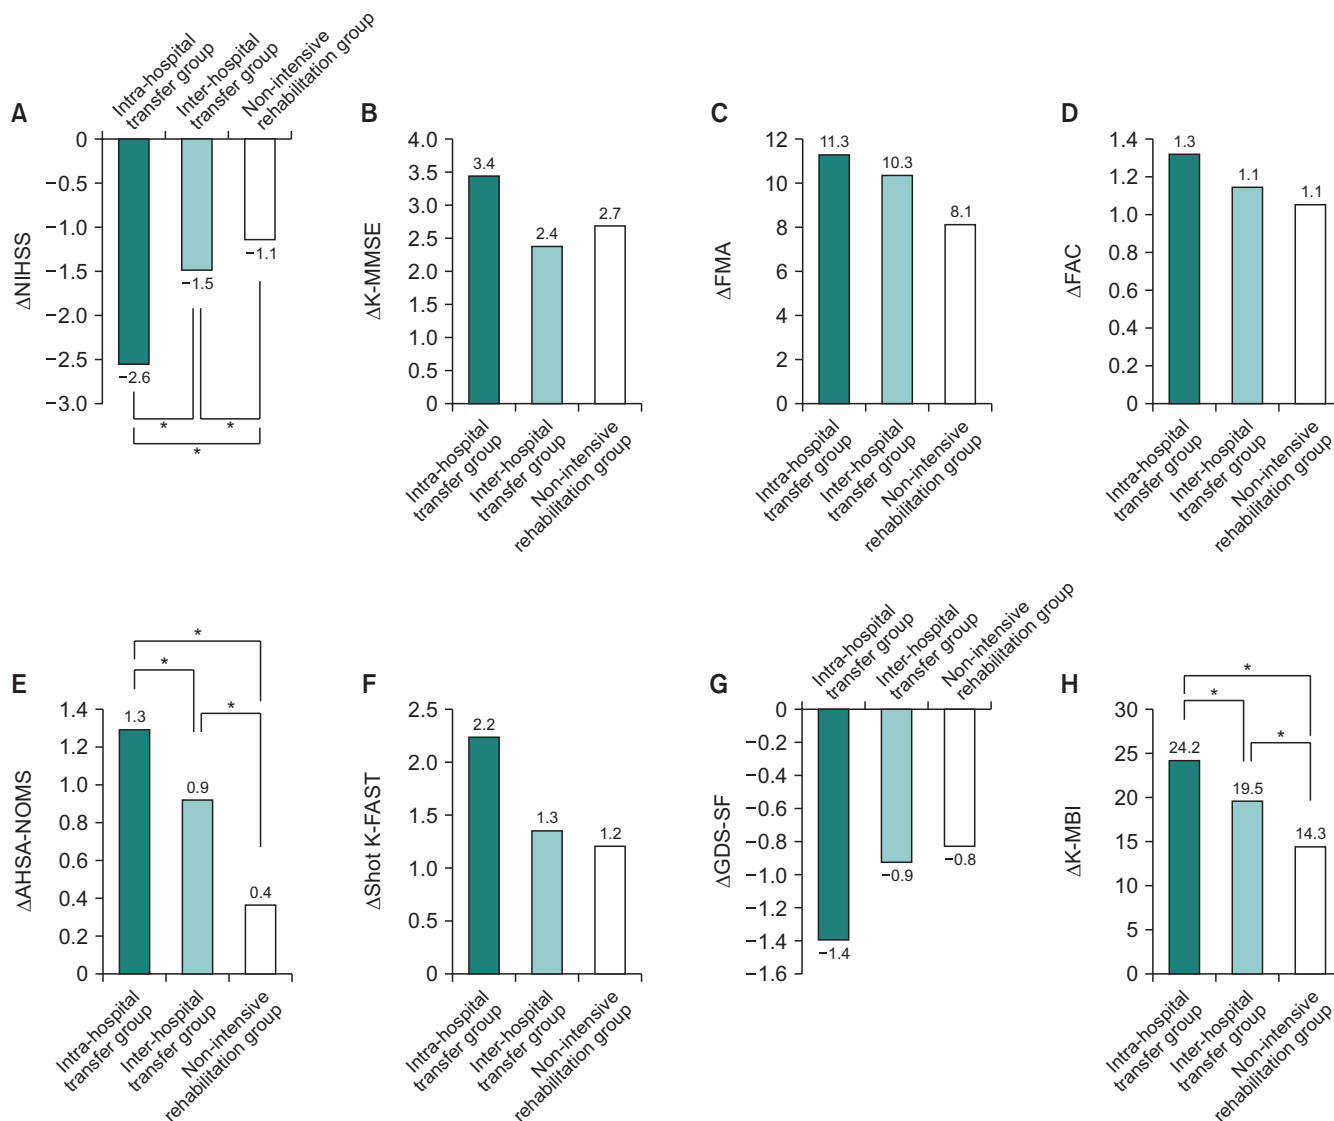 A
Intra-hospital
transfer group
Inter-hospital
transfer group
Non-intensive
rehabilitation group
ΔNIHSS
0
−0.5
−1.0
−1.5
−2.0
−2.5
−3.0
−2.6
−1.5
−1.1
*
*
*
B
ΔK-MMSE
4.0
3.5
3.0
2.5
2.0
1.5
1.0
0.5
0
3.4
2.4
2.7
Intra-hospital
transfer group
Inter-hospital
transfer group
Non-intensive
rehabilitation group
C
ΔFMA
12
10
8
6
4
2
0
11.3
10.3
8.1
Intra-hospital
transfer group
Inter-hospital
transfer group
Non-intensive
rehabilitation group
D
ΔFAC
1.4
1.2
1.0
0.8
0.6
0.4
0.2
0
1.3
1.1
1.1
Intra-hospital
transfer group
Inter-hospital
transfer group
Non-intensive
rehabilitation group
E
ΔAHSA-NOMS
1.4
1.2
1.0
0.8
0.6
0.4
0.2
0
*
*
*
1.3
0.9
0.4
Intra-hospital
transfer group
Inter-hospital
transfer group
Non-intensive
rehabilitation group
F
ΔShot K-FAST
2.5
2.0
1.5
1.0
0.5
0
2.2
1.3
1.2
Intra-hospital
transfer group
Inter-hospital
transfer group
Non-intensive
rehabilitation group
G
Intra-hospital
transfer group
Inter-hospital
transfer group
Non-intensive
rehabilitation group
ΔGDS-SF
0
−0.2
−0.4
−0.6
−0.8
−1.0
−1.2
−1.4
−1.6
−1.4
−0.9
−0.8
H
ΔK-MBI
30
25
20
15
10
5
0
*
*
*
24.2
19.5
14.3
Intra-hospital
transfer group
Inter-hospital
transfer group
Non-intensive
rehabilitation group